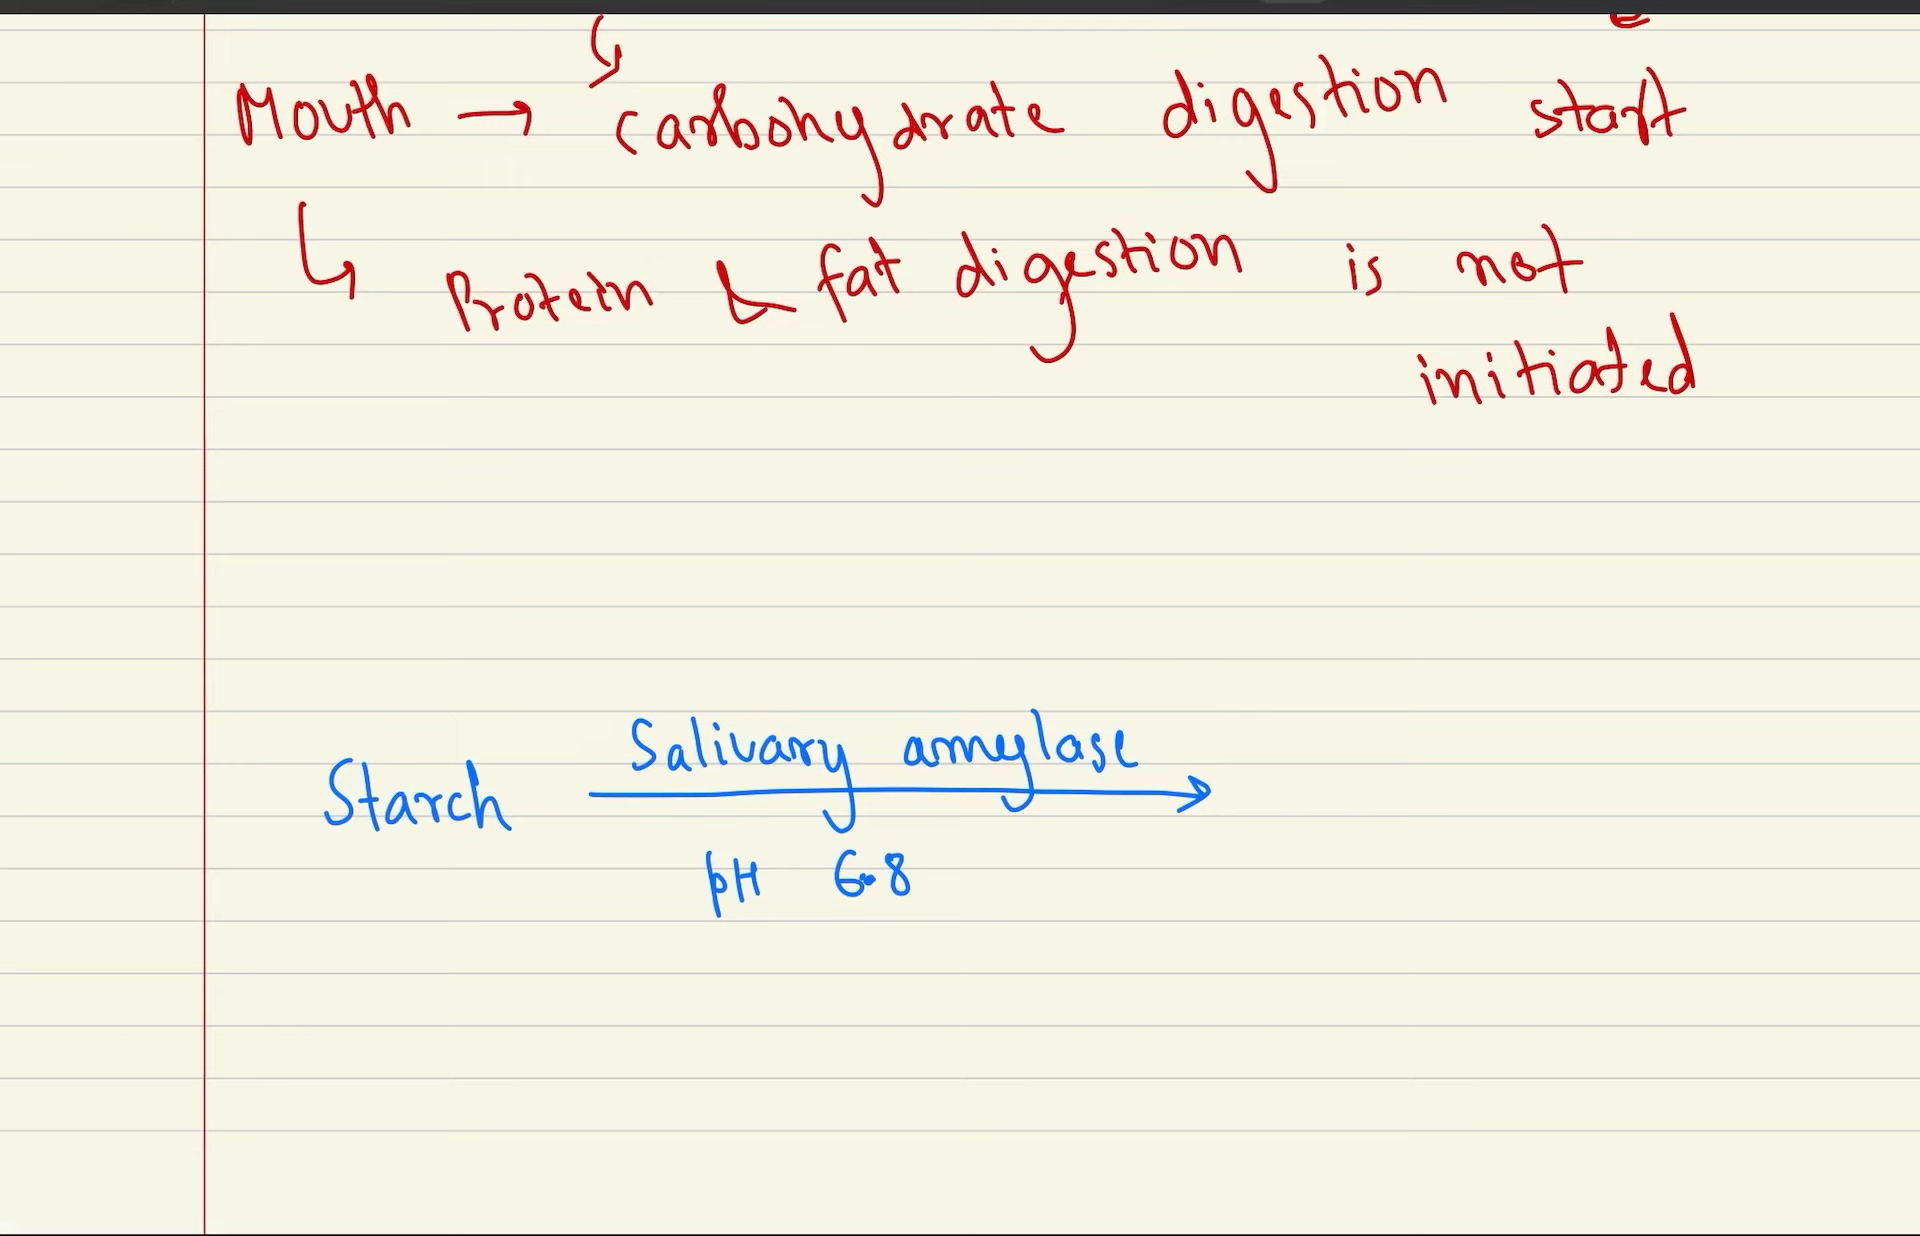 Mouth → carbohydrate digestion start
↳ Protein & fat digestion is not
initiated
Salivary amylase
Starch →
pH 6.8